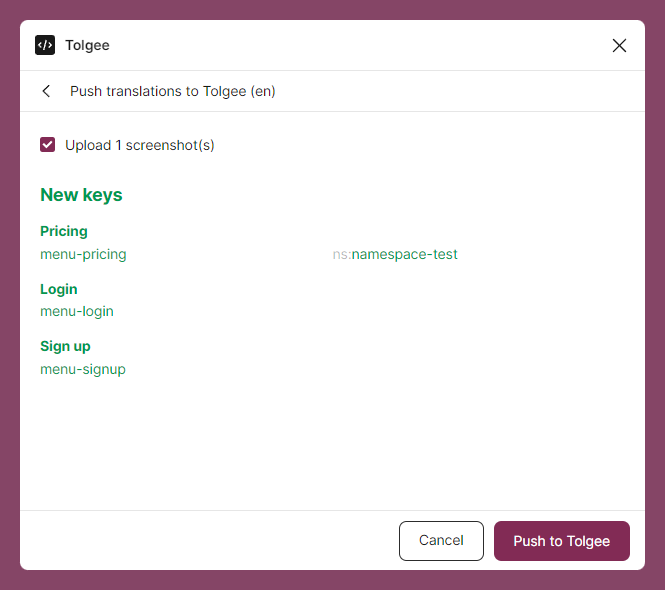 Tolgee
Push translations to Tolgee (en)
Upload 1 screenshot(s)
New keys
Pricing
menu-pricing ns:namespace-test
Login
menu-login
Sign up
menu-signup
Cancel Push to Tolgee